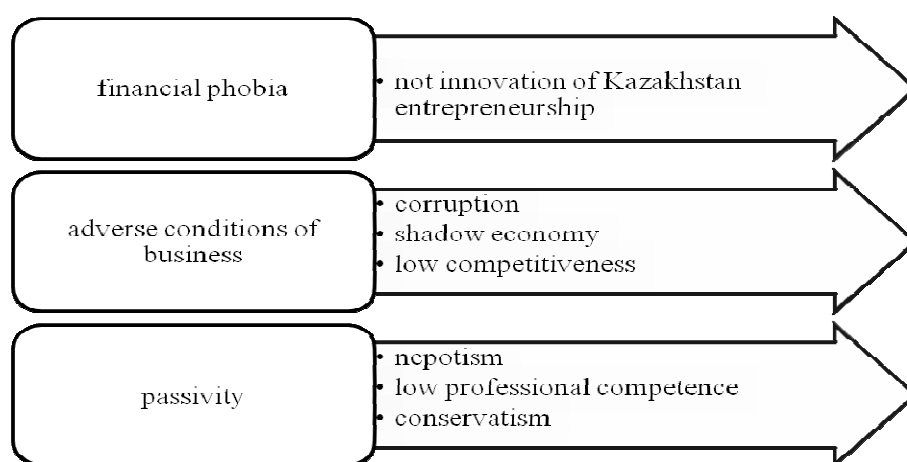 financial phobia
• not innovation of Kazakhstan
entrepreneurship
adverse conditions of
business
• corruption
• shadow economy
• low competitiveness
passivity
• nepotism
• low professional competence
• conservatism